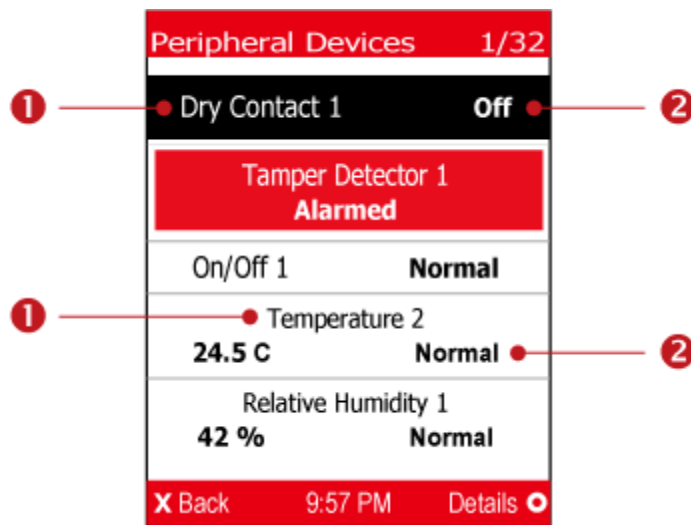 Peripheral Devices 1/32
1 Dry Contact 1 Off 2
Tamper Detector 1
Alarmed
On/Off 1 Normal
1 Temperature 2
24.5 C Normal 2
Relative Humidity 1
42 % Normal
X Back 9:57 PM Details